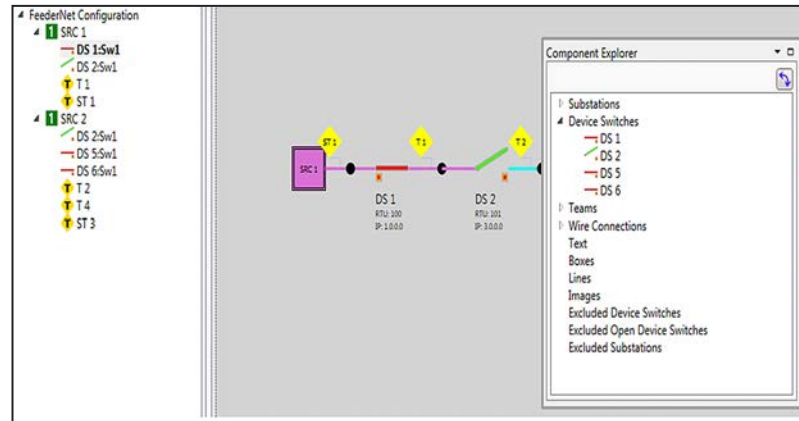 FeederNet Configuration
1 SRC 1
DS 1:Sw1
DS 2:Sw1
T T 1
T ST 1
1 SRC 2
DS 2:Sw1
DS 5:Sw1
DS 6:Sw1
T T 2
T T 4
T ST 3
ST 1
T 1
T 2
SRC 1
DS 1
RTU: 100
IP: 1.0.0.0
DS 2
RTU: 101
IP: 3.0.0.0
Component Explorer
Substations
Device Switches
DS 1
DS 2
DS 5
DS 6
Teams
Wire Connections
Text
Boxes
Lines
Images
Excluded Device Switches
Excluded Open Device Switches
Excluded Substations